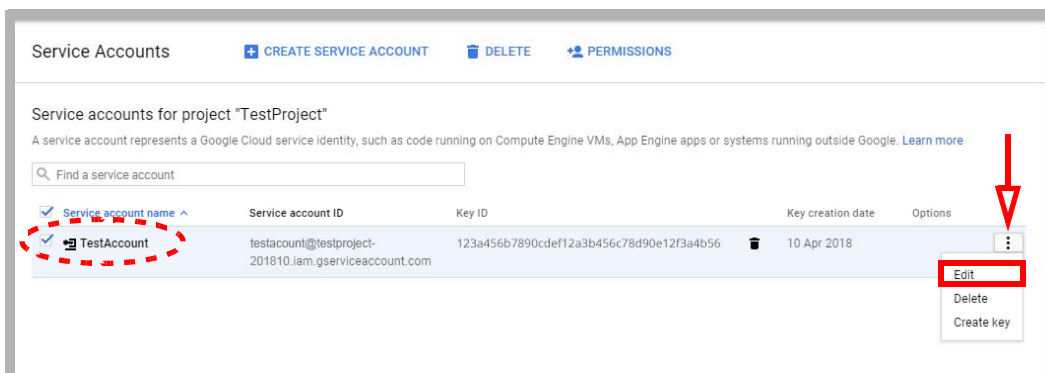 Service Accounts CREATE SERVICE ACCOUNT DELETE PERMISSIONS
Service accounts for project "TestProject"
A service account represents a Google Cloud service identity, such as code running on Compute Engine VMs, App Engine apps or systems running outside Google. Learn more
Find a service account
Service account name Service account ID Key ID Key creation date Options
TestAccount testacount@testproject- 123a456b7890cdef12a3b456c78d90e12f3a4b56 10 Apr 2018
201810.iam.gserviceaccount.com
Edit
Delete
Create key